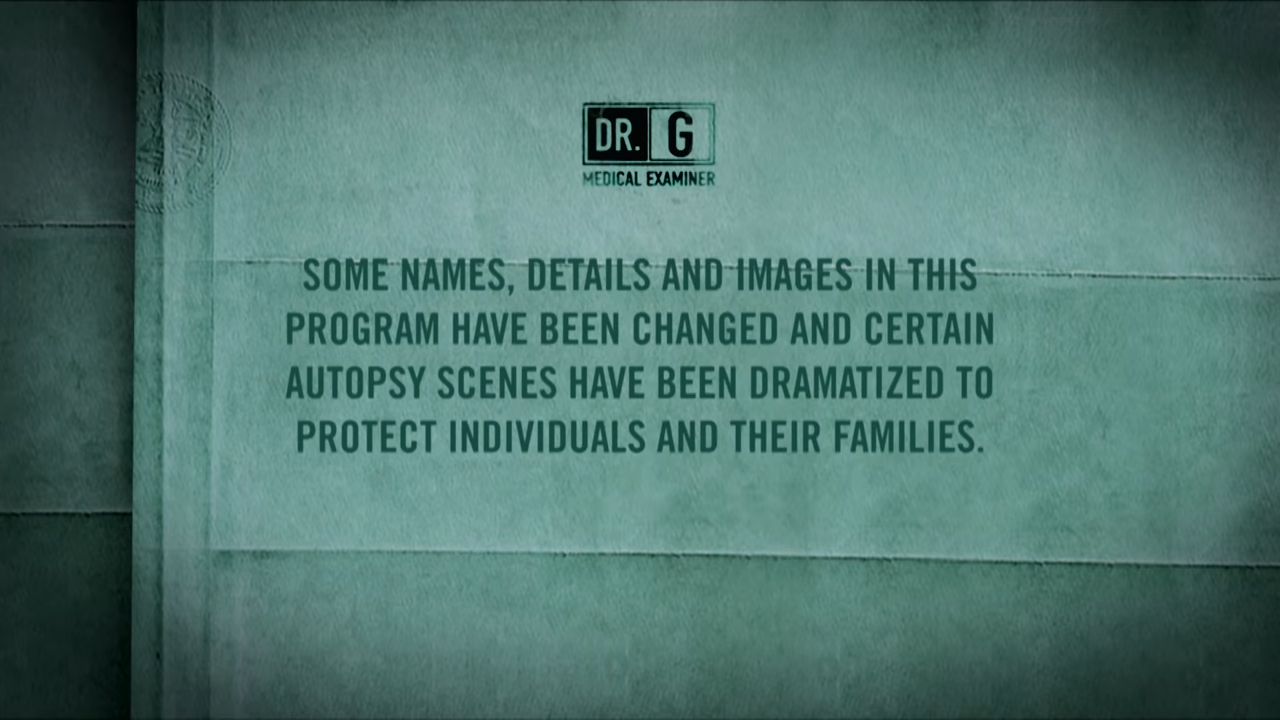 DR. G
MEDICAL EXAMINER
SOME NAMES, DETAILS AND IMAGES IN THIS
PROGRAM HAVE BEEN CHANGED AND CERTAIN
AUTOPSY SCENES HAVE BEEN DRAMATIZED TO
PROTECT INDIVIDUALS AND THEIR FAMILIES.